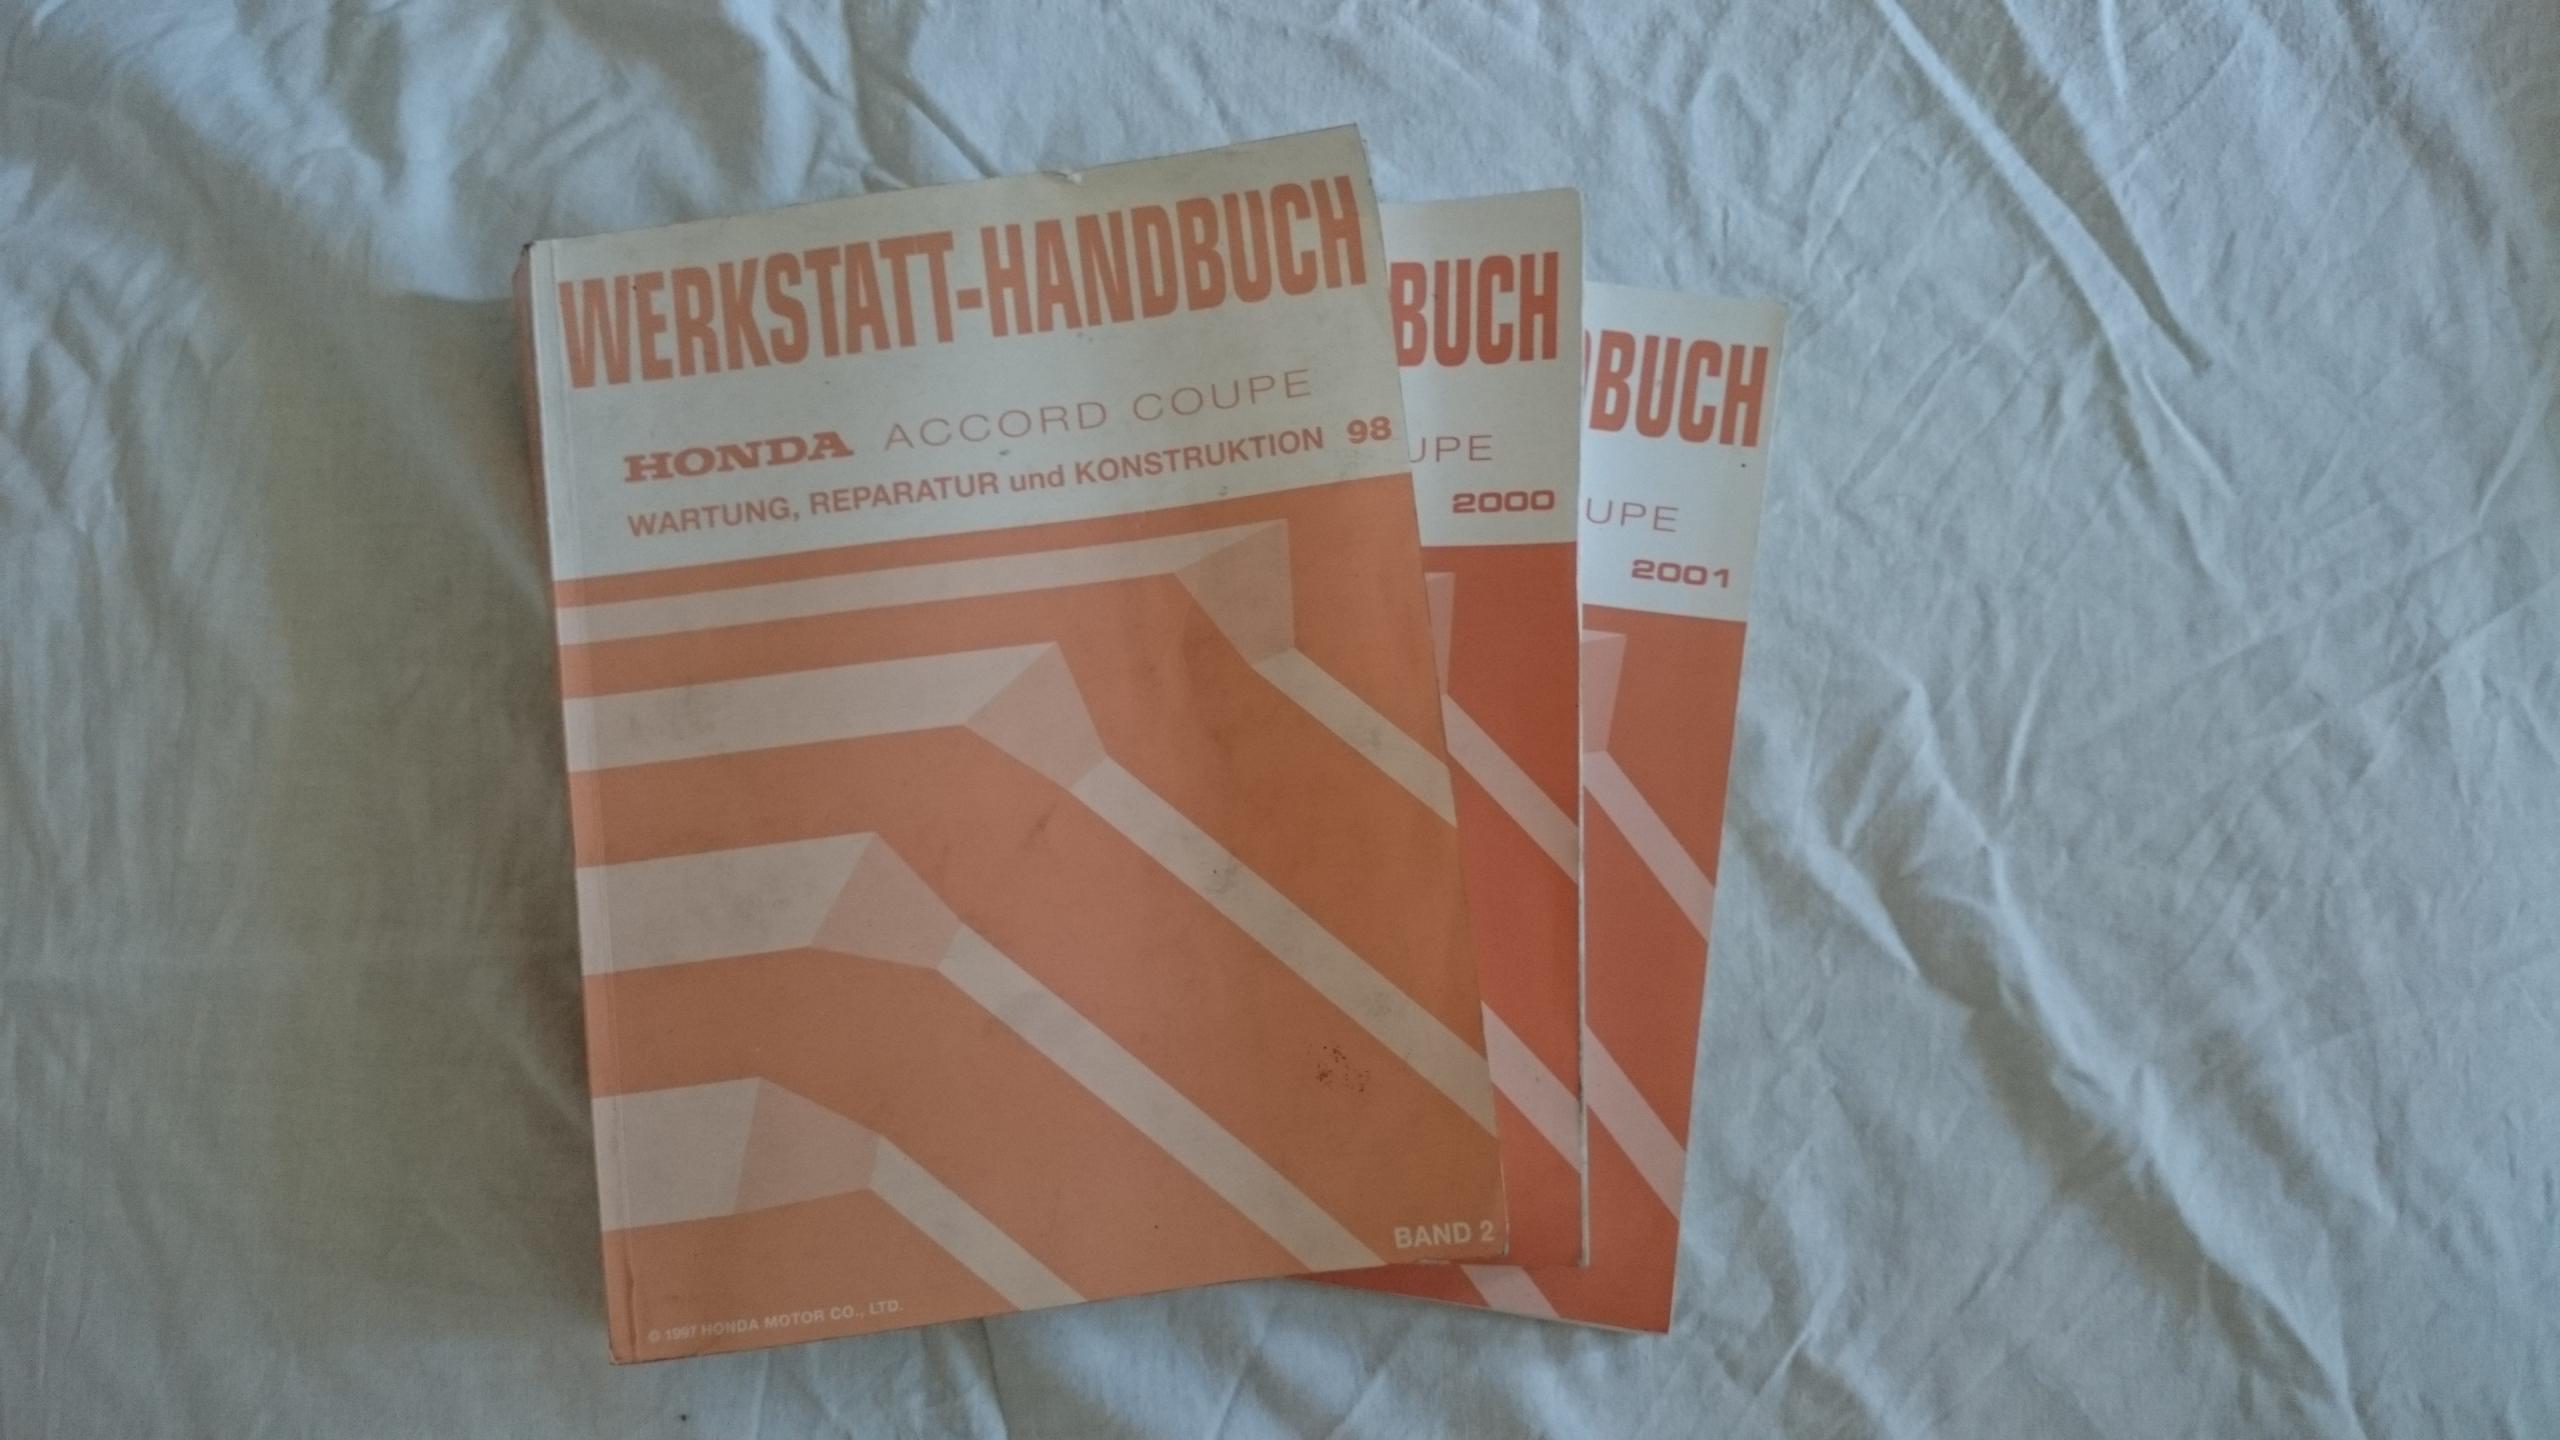 WERKSTATT-HANDBUCH
HONDA ACCORD COUPE
WARTUNG, REPARATUR und KONSTRUKTION 98
BAND 2
© 1997 HONDA MOTOR CO., LTD.
BUCH
UPE
2000
DBUCH
UPE
2001